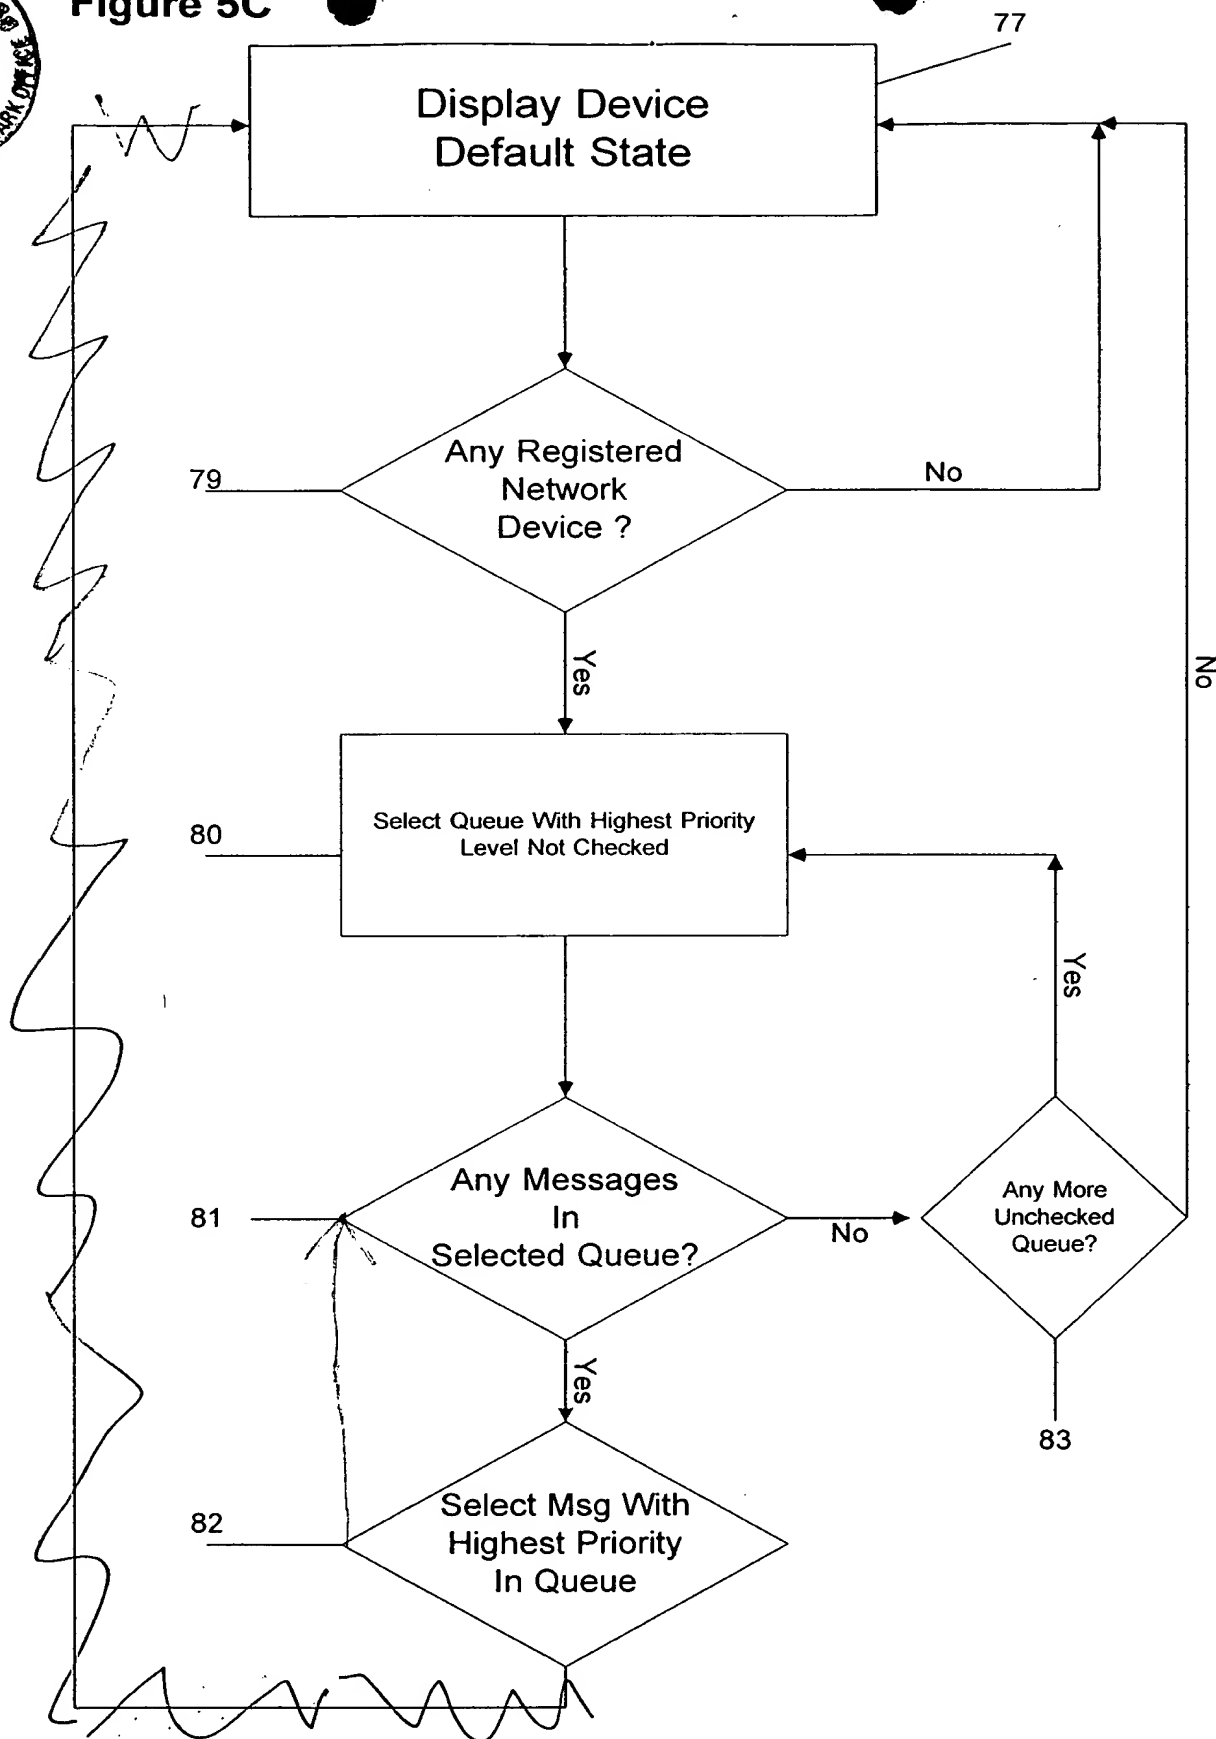 Figure 5C
77
ARK OFFICE
Display Device
Default State
Any Registered
Network
Device ?
79
No
Yes
No
Select Queue With Highest Priority
Level Not Checked
80
Yes
Any Messages
In
Selected Queue?
81
No
Any More
Unchecked
Queue?
Yes
83
Select Msg With
Highest Priority
In Queue
82